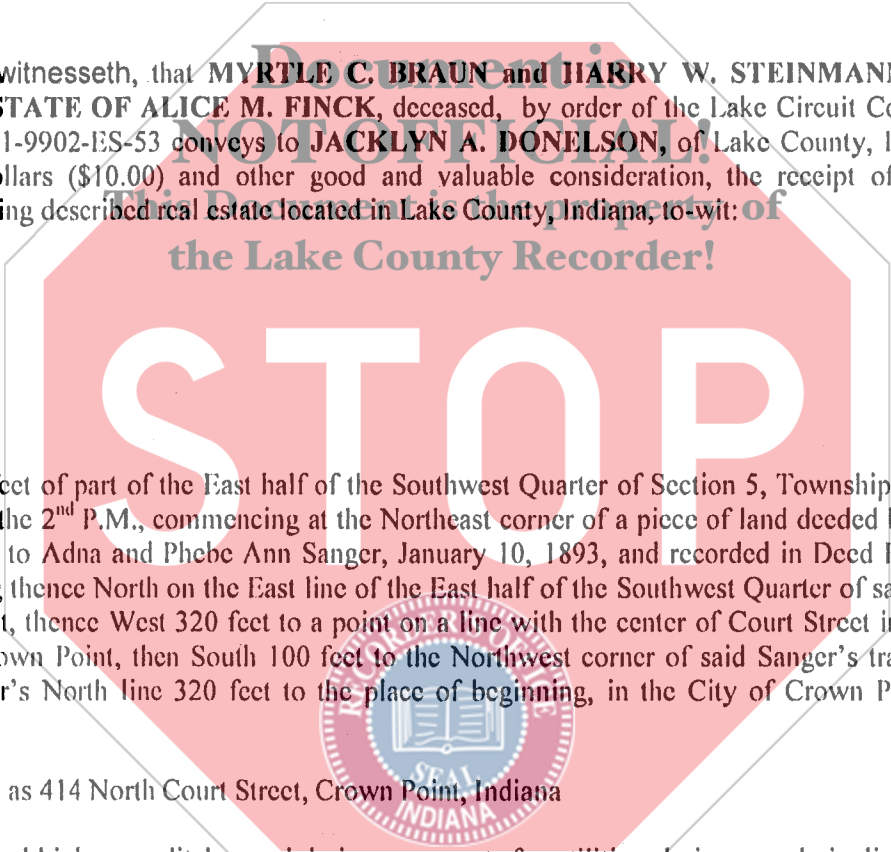 Document is
witnesseth, that MYRTLE C. BRAUN and HARRY W. STEINMANN
STATE OF ALICE M. FINCK, deceased, by order of the Lake Circuit Co
NOT OFFICIAL!
1-9902-ES-53 conveys to JACKLYN A. DONELSON, of Lake County, I
llars ($10.00) and other good and valuable consideration, the receipt of
This Document is the property of
ing described real estate located in Lake County, Indiana, to-wit:
the Lake County Recorder!
STOP
eet of part of the East half of the Southwest Quarter of Section 5, Township
the 2nd P.M., commencing at the Northeast corner of a piece of land deeded
to Adna and Phebe Ann Sanger, January 10, 1893, and recorded in Deed
thence North on the East line of the East half of the Southwest Quarter of sa
t, thence West 320 feet to a point on a line with the center of Court Street i
own Point, then South 100 feet to the Northwest corner of said Sanger's tra
r's North line 320 feet to the place of beginning, in the City of Crown P
RECORDER'S OFFICE
SEAL
INDIANA
as 414 North Court Street, Crown Point, Indiana